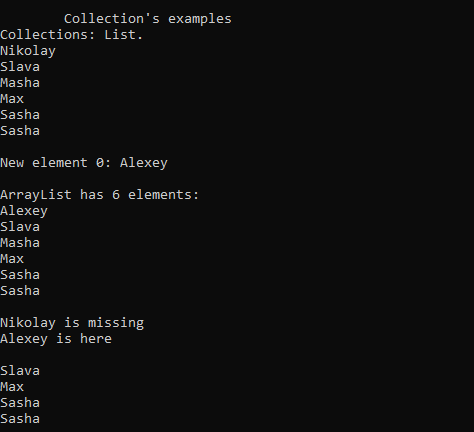 Collection's examples
Collections: List.
Nikolay
Slava
Masha
Max
Sasha
Sasha
New element 0: Alexey
ArrayList has 6 elements:
Alexey
Slava
Masha
Max
Sasha
Sasha
Nikolay is missing
Alexey is here
Slava
Max
Sasha
Sasha